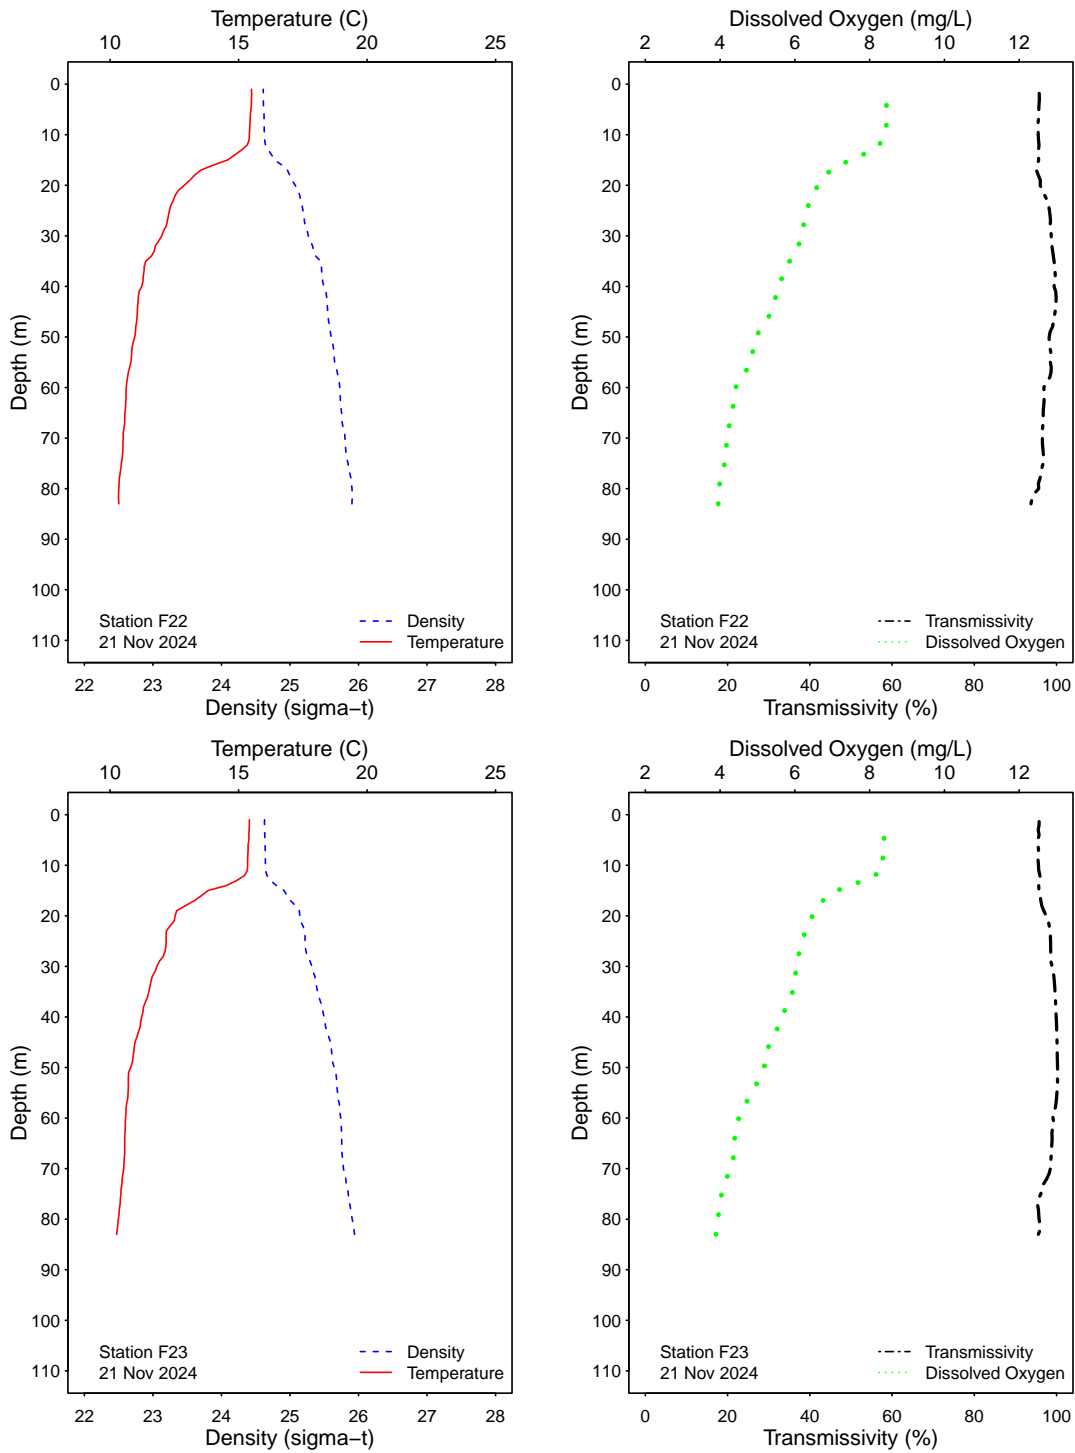 Temperature (C)
10 15 20 25
0
10
20
30
40
50
60
70
80
90
100
110
Depth (m)
Station F22
21 Nov 2024
Density
Temperature
22 23 24 25 26 27 28
Density (sigma−t)
Dissolved Oxygen (mg/L)
2 4 6 8 10 12
0
10
20
30
40
50
60
70
80
90
100
110
Depth (m)
Station F22
21 Nov 2024
Transmissivity
Dissolved Oxygen
0 20 40 60 80 100
Transmissivity (%)
Temperature (C)
10 15 20 25
0
10
20
30
40
50
60
70
80
90
100
110
Depth (m)
Station F23
21 Nov 2024
Density
Temperature
22 23 24 25 26 27 28
Density (sigma−t)
Dissolved Oxygen (mg/L)
2 4 6 8 10 12
0
10
20
30
40
50
60
70
80
90
100
110
Depth (m)
Station F23
21 Nov 2024
Transmissivity
Dissolved Oxygen
0 20 40 60 80 100
Transmissivity (%)